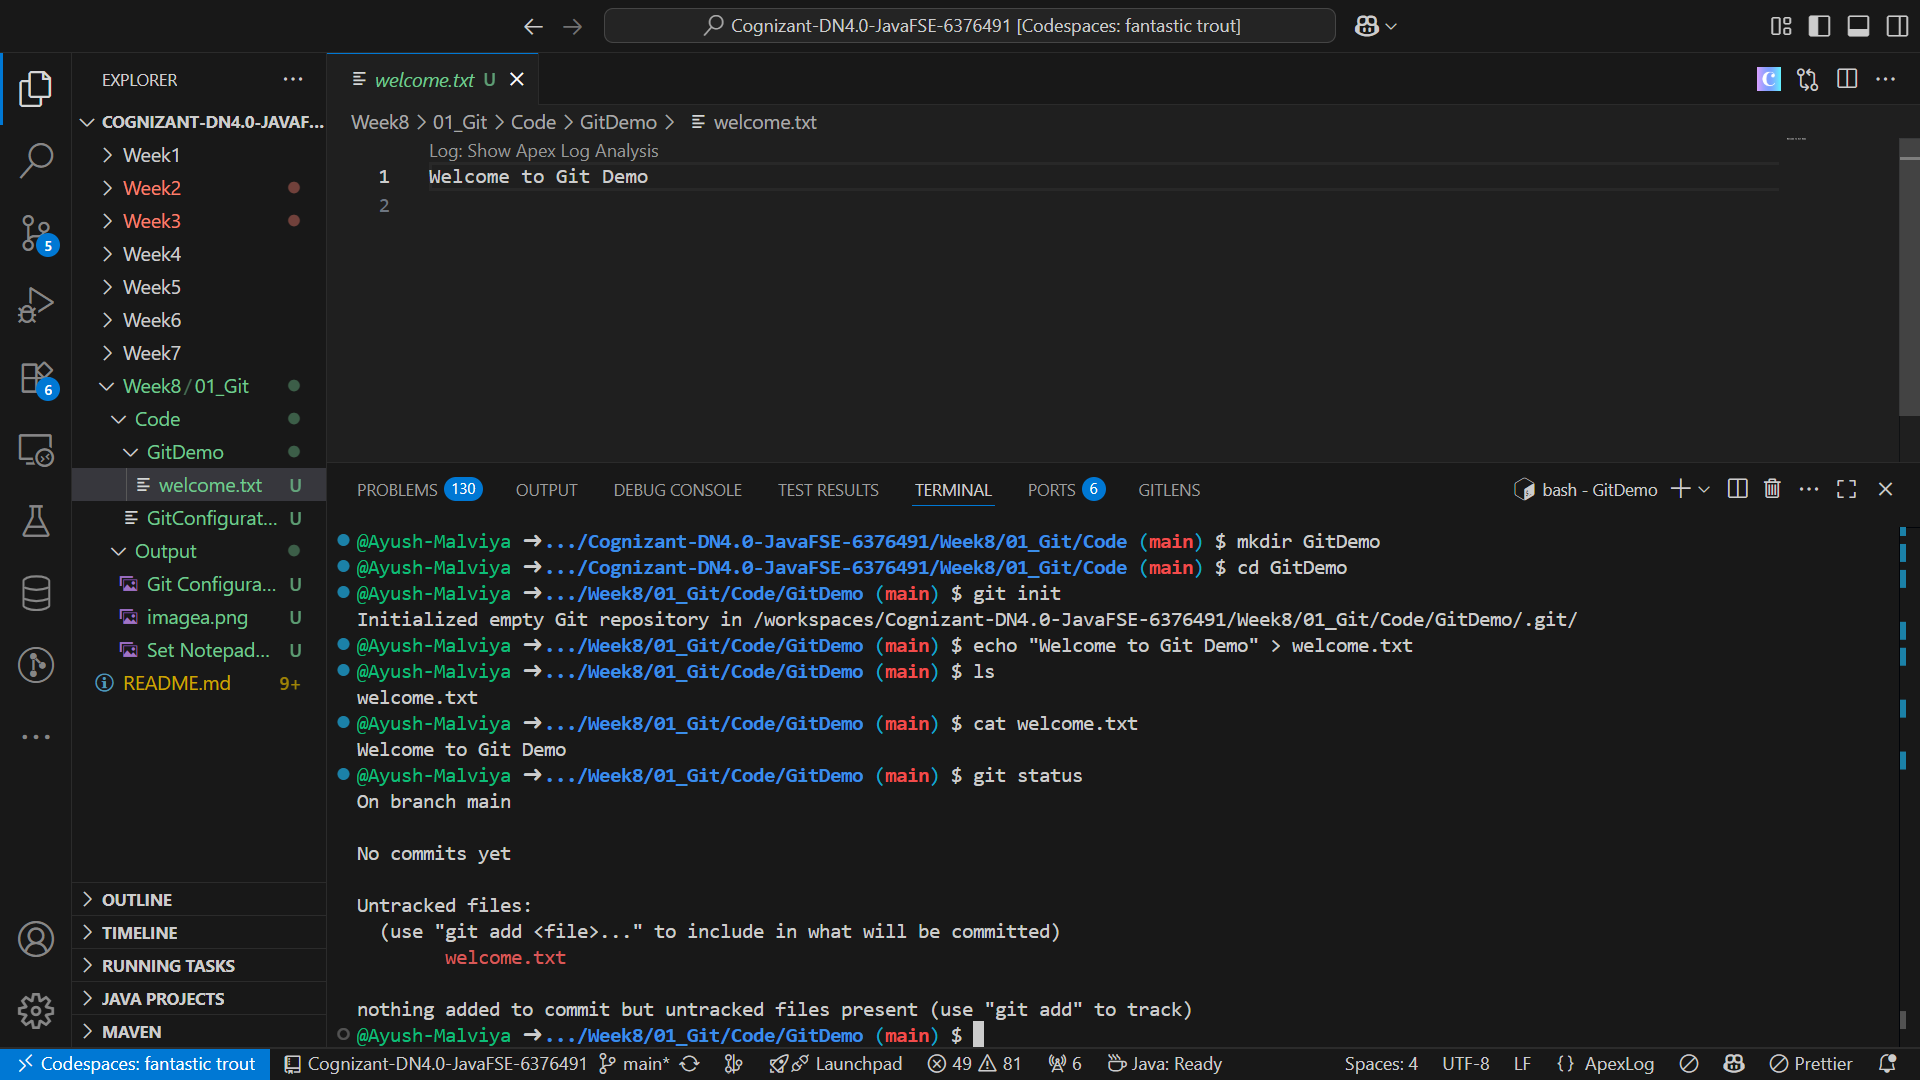 Cognizant-DN4.0-JavaFSE-6376491 [Codespaces: fantastic trout]
EXPLORER
COGNIZANT-DN4.0-JAVAF...
Week1
Week2
Week3
Week4
Week5
Week6
Week7
Week8/01_Git
Code
GitDemo
welcome.txt U
GitConfigurat... U
Output
Git Configura... U
imagea.png U
Set Notepad... U
README.md 9+
5
6
OUTLINE
TIMELINE
RUNNING TASKS
JAVA PROJECTS
MAVEN
welcome.txt U
C
Week8 > 01_Git > Code > GitDemo > welcome.txt
Log: Show Apex Log Analysis
1 Welcome to Git Demo
2
PROBLEMS 130 OUTPUT DEBUG CONSOLE TEST RESULTS TERMINAL PORTS 6 GITLENS
bash - GitDemo
@Ayush-Malviya ➜.../Cognizant-DN4.0-JavaFSE-6376491/Week8/01_Git/Code (main) $ mkdir GitDemo
@Ayush-Malviya ➜.../Cognizant-DN4.0-JavaFSE-6376491/Week8/01_Git/Code (main) $ cd GitDemo
@Ayush-Malviya ➜.../Week8/01_Git/Code/GitDemo (main) $ git init
Initialized empty Git repository in /workspaces/Cognizant-DN4.0-JavaFSE-6376491/Week8/01_Git/Code/GitDemo/.git/
@Ayush-Malviya ➜.../Week8/01_Git/Code/GitDemo (main) $ echo "Welcome to Git Demo" > welcome.txt
@Ayush-Malviya ➜.../Week8/01_Git/Code/GitDemo (main) $ ls
welcome.txt
@Ayush-Malviya ➜.../Week8/01_Git/Code/GitDemo (main) $ cat welcome.txt
Welcome to Git Demo
@Ayush-Malviya ➜.../Week8/01_Git/Code/GitDemo (main) $ git status
On branch main
No commits yet
Untracked files:
(use "git add <file>..." to include in what will be committed)
welcome.txt
nothing added to commit but untracked files present (use "git add" to track)
@Ayush-Malviya ➜.../Week8/01_Git/Code/GitDemo (main) $
Codespaces: fantastic trout Cognizant-DN4.0-JavaFSE-6376491 main* Launchpad 49 81 6 Java: Ready Spaces: 4 UTF-8 LF {} ApexLog Prettier